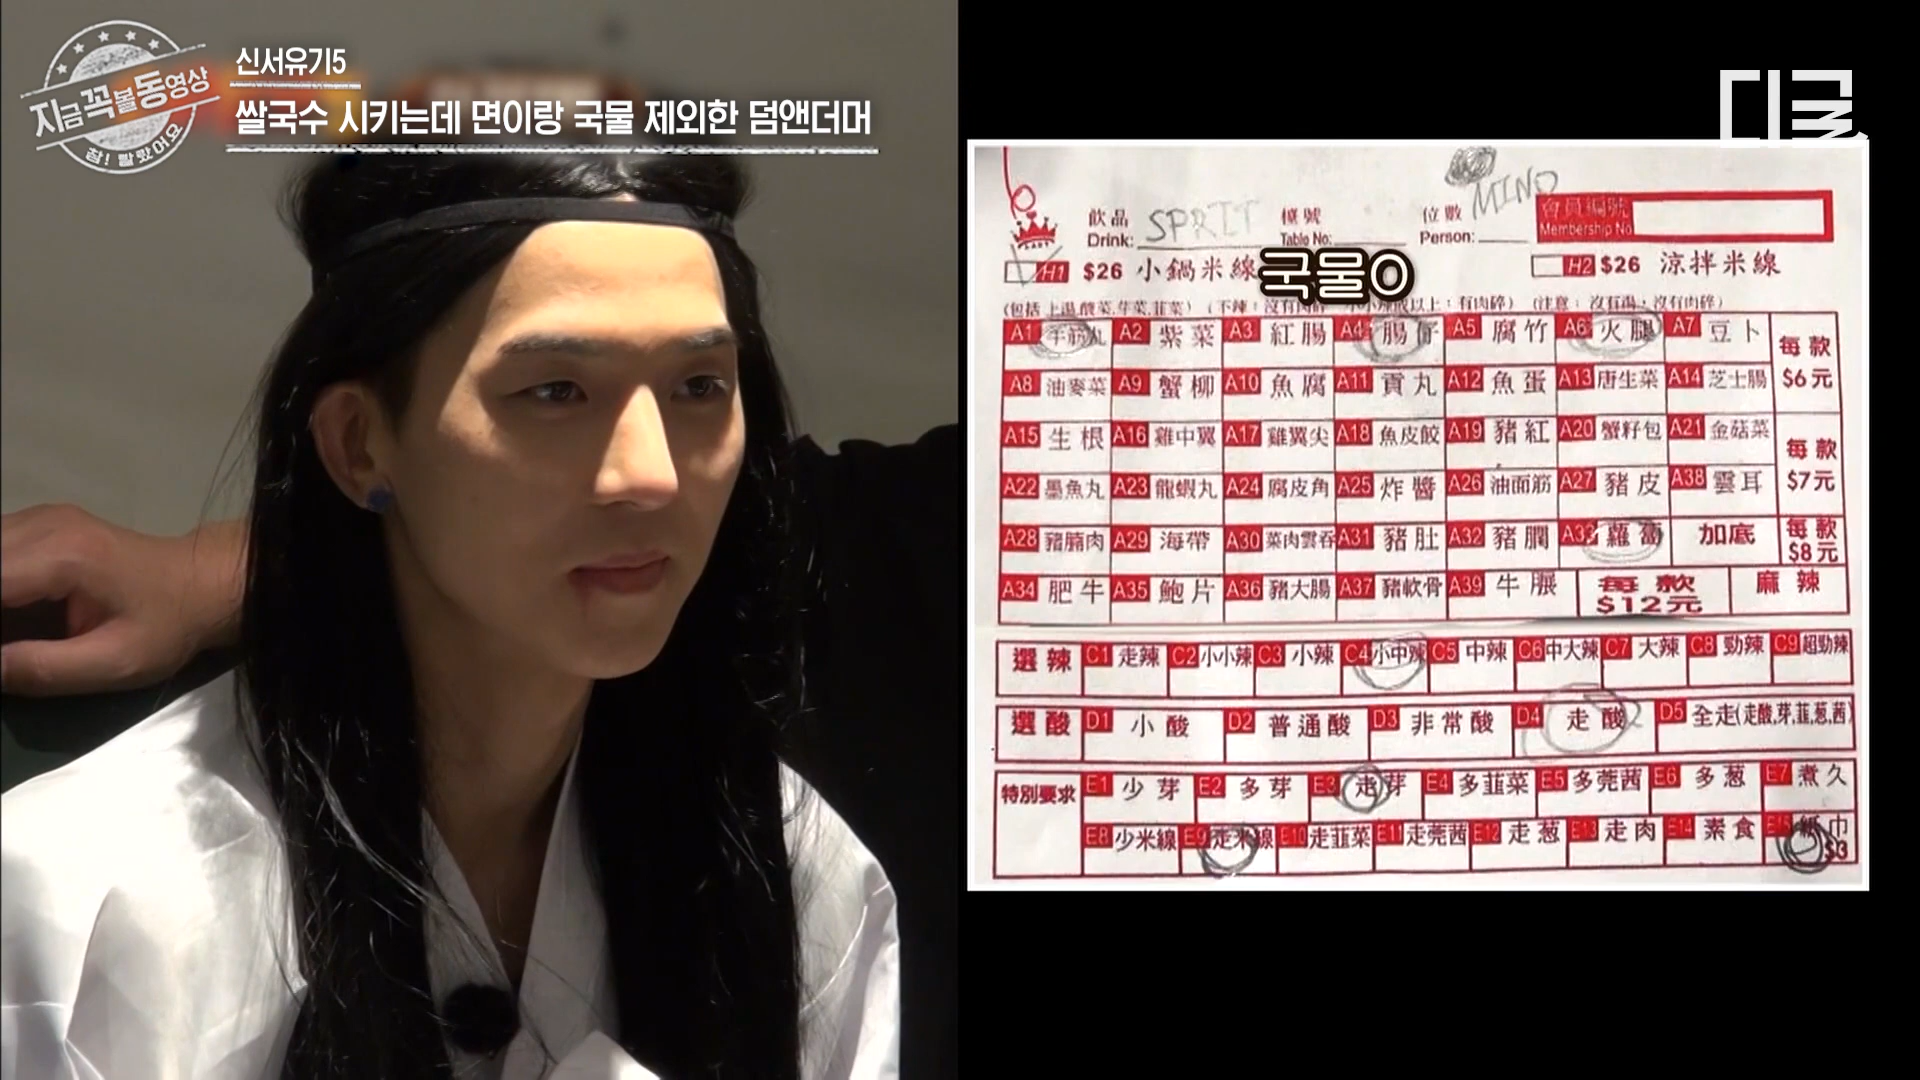 지금 꼭 볼 동영상
참! 잘 팠어요
신서유기5
쌀국수 시키는데 면이랑 국물 제외한 덤앤더머
디글
MINO
飲品 SPRIT 檯號 位數 會員編號
Drink: Table No: Person: Membership No
H1 $26 小鍋米線 국물O H2 $26 涼拌米線
A1 牛筋丸 A2 紫菜 A3 紅腸 A4 腸仔 A5 腐竹 A6 火腿 A7 豆卜 每款
A8 油麥菜 A9 蟹柳 A10 魚腐 A11 貢丸 A12 魚蛋 A13 唐生菜 A14 芝士腸 $6元
A15 生根 A16 雞中翼 A17 雞翼尖 A18 魚皮餃 A19 豬紅 A20 蟹籽包 A21 金菇菜 每款
A22 墨魚丸 A23 龍蝦丸 A24 腐皮角 A25 炸醬 A26 油面筋 A27 豬皮 A38 雲耳 $7元
A28 豬腩肉 A29 海帶 A30 菜肉雲吞 A31 豬肚 A32 豬膶 A33 蘿蔔 加底 每款 $8元
A34 肥牛 A35 鮑片 A36 豬大腸 A37 豬軟骨 A39 牛𦟌 每款 $12元 麻辣
選辣 C1 走辣 C2 小小辣 C3 小辣 C4 小中辣 C5 中辣 C6 中大辣 C7 大辣 C8 勁辣 C9 超勁辣
選酸 D1 小酸 D2 普通酸 D3 非常酸 D4 走酸 D5 全走(走酸,芽,韮,葱,茜)
特別要求 E1 少芽 E2 多芽 E3 走芽 E4 多韮菜 E5 多芫茜 E6 多葱 E7 煮久
E8 少米線 E9 走米線 E10 走韮菜 E11 走芫茜 E12 走葱 E13 走肉 E14 素食 E15 紙巾 $3